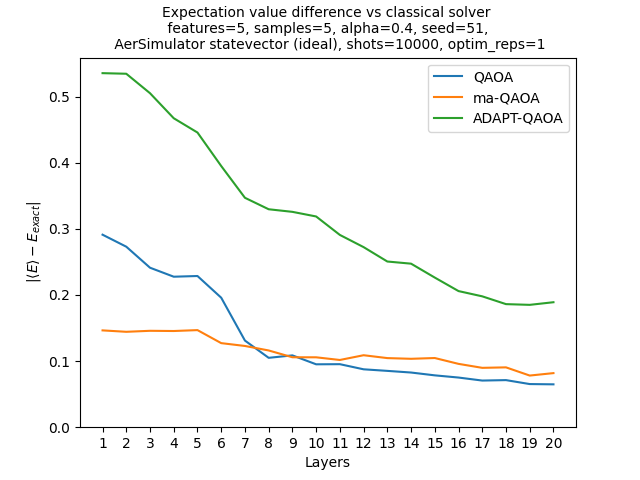 Expectation value difference vs classical solver
features=5, samples=5, alpha=0.4, seed=51,
AerSimulator statevector (ideal), shots=10000, optim_reps=1
QAOA
ma-QAOA
ADAPT-QAOA
|⟨E⟩ − E_exact|
0.5
0.4
0.3
0.2
0.1
0.0
1 2 3 4 5 6 7 8 9 10 11 12 13 14 15 16 17 18 19 20
Layers